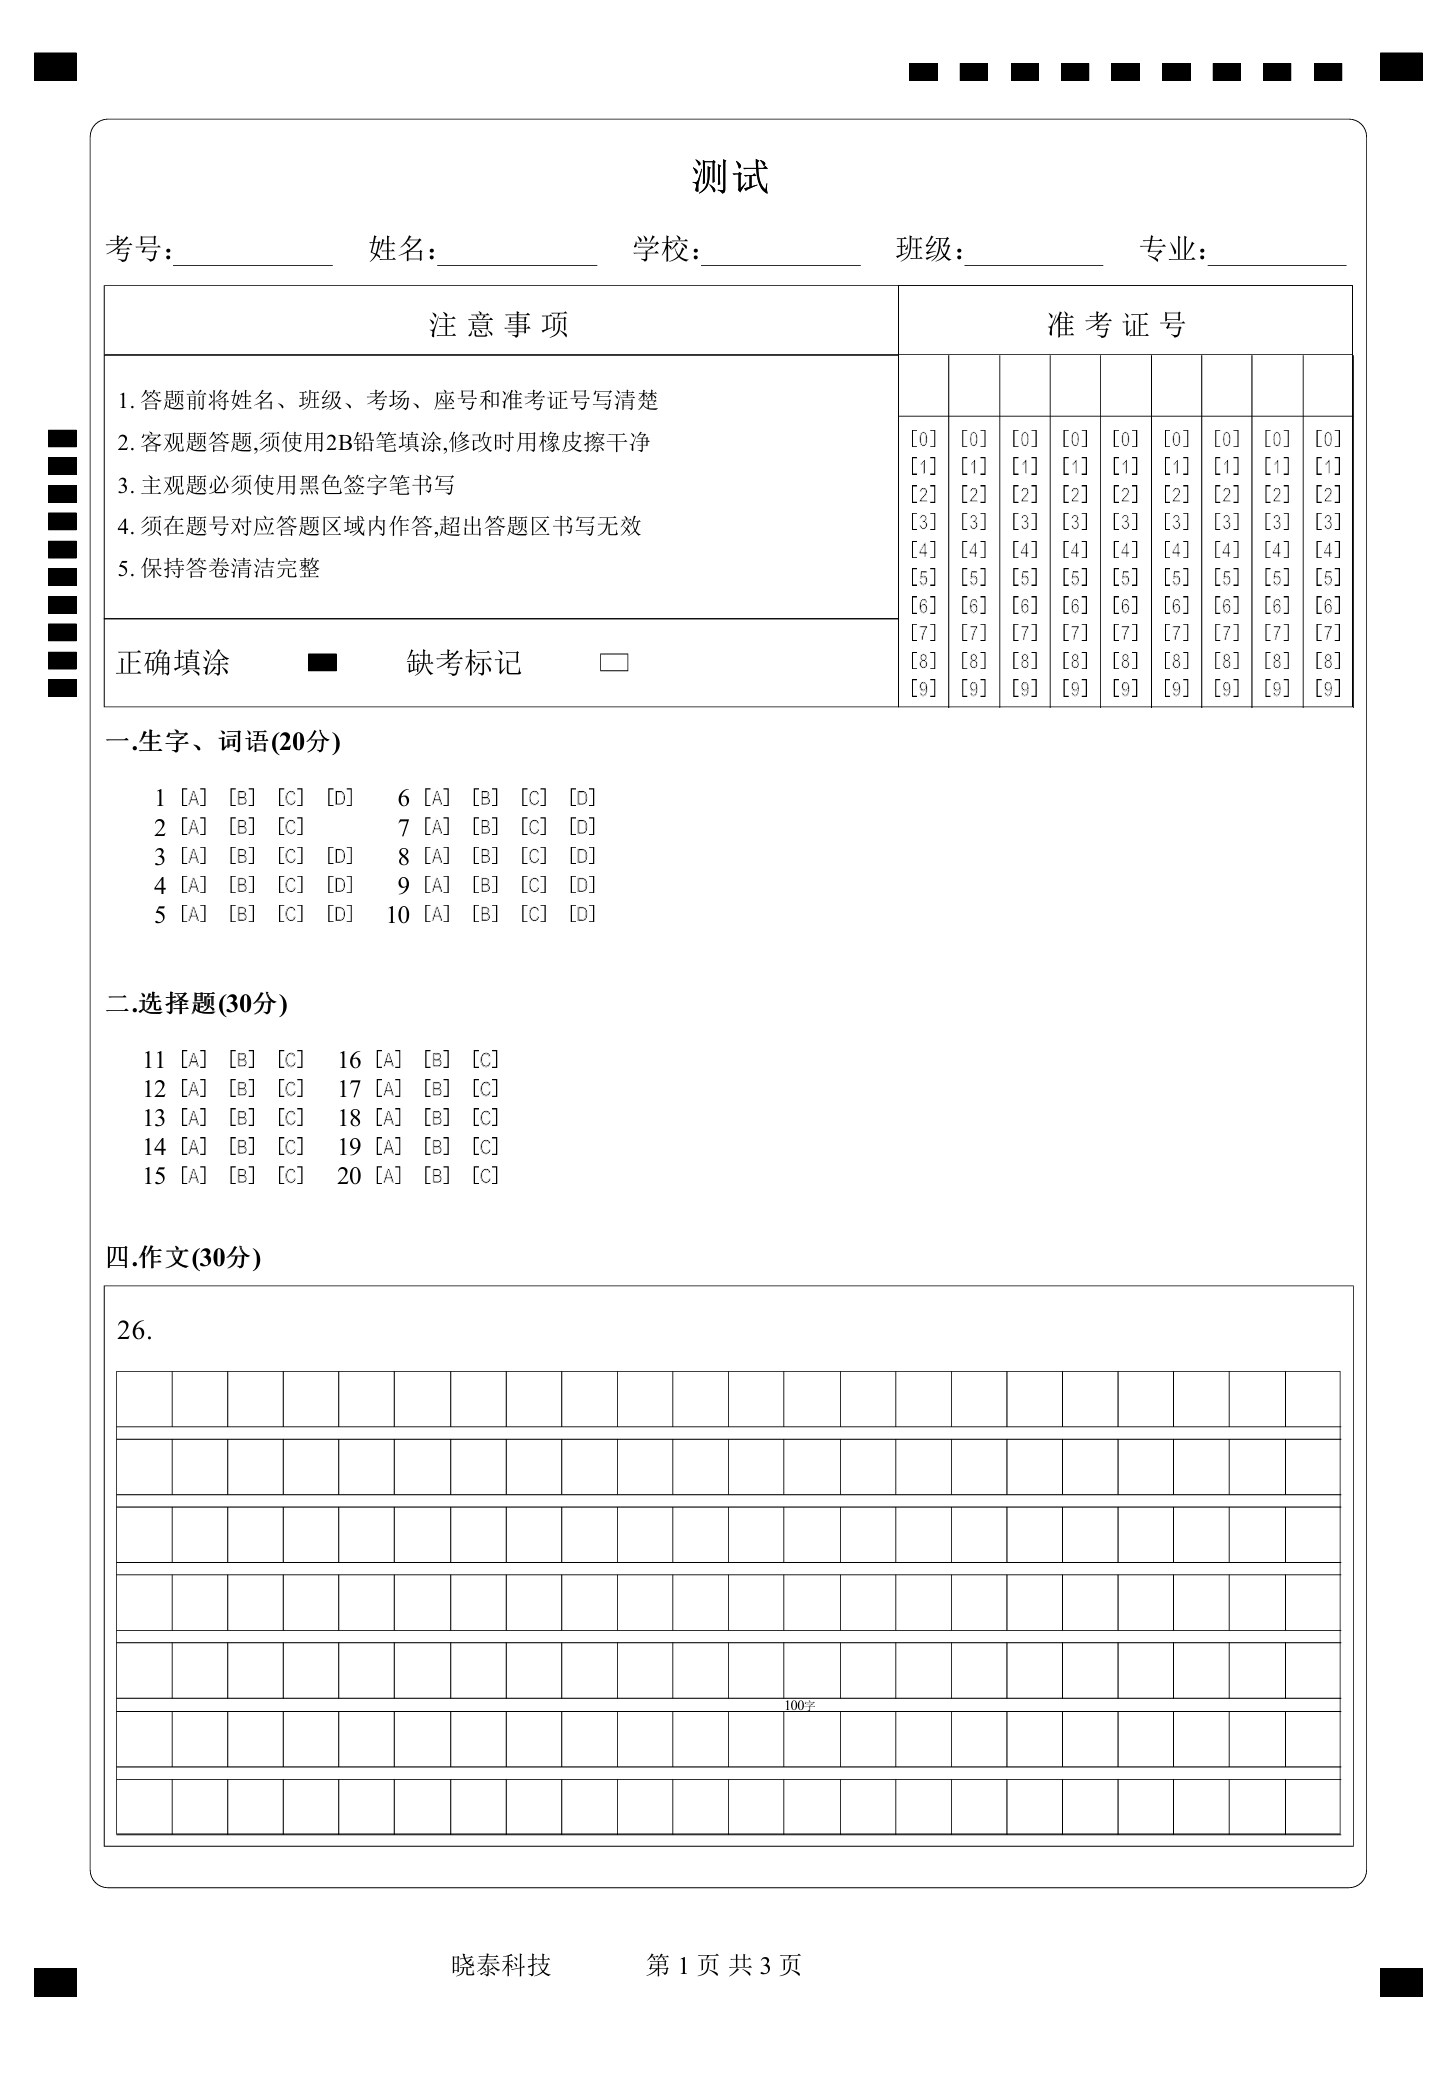 测试
考号: 姓名: 学校: 班级: 专业:
注 意 事 项
准 考 证 号
1. 答题前将姓名、班级、考场、座号和准考证号写清楚
2. 客观题答题,须使用2B铅笔填涂,修改时用橡皮擦干净
3. 主观题必须使用黑色签字笔书写
4. 须在题号对应答题区域内作答,超出答题区书写无效
5. 保持答卷清洁完整
正确填涂 缺考标记
[0] [0] [0] [0] [0] [0] [0] [0] [0]
[1] [1] [1] [1] [1] [1] [1] [1] [1]
[2] [2] [2] [2] [2] [2] [2] [2] [2]
[3] [3] [3] [3] [3] [3] [3] [3] [3]
[4] [4] [4] [4] [4] [4] [4] [4] [4]
[5] [5] [5] [5] [5] [5] [5] [5] [5]
[6] [6] [6] [6] [6] [6] [6] [6] [6]
[7] [7] [7] [7] [7] [7] [7] [7] [7]
[8] [8] [8] [8] [8] [8] [8] [8] [8]
[9] [9] [9] [9] [9] [9] [9] [9] [9]
一.生字、词语(20分)
1 [A] [B] [C] [D] 6 [A] [B] [C] [D]
2 [A] [B] [C] 7 [A] [B] [C] [D]
3 [A] [B] [C] [D] 8 [A] [B] [C] [D]
4 [A] [B] [C] [D] 9 [A] [B] [C] [D]
5 [A] [B] [C] [D] 10 [A] [B] [C] [D]
二.选择题(30分)
11 [A] [B] [C] 16 [A] [B] [C]
12 [A] [B] [C] 17 [A] [B] [C]
13 [A] [B] [C] 18 [A] [B] [C]
14 [A] [B] [C] 19 [A] [B] [C]
15 [A] [B] [C] 20 [A] [B] [C]
四.作文(30分)
26.
100字
晓泰科技 第 1 页 共 3 页